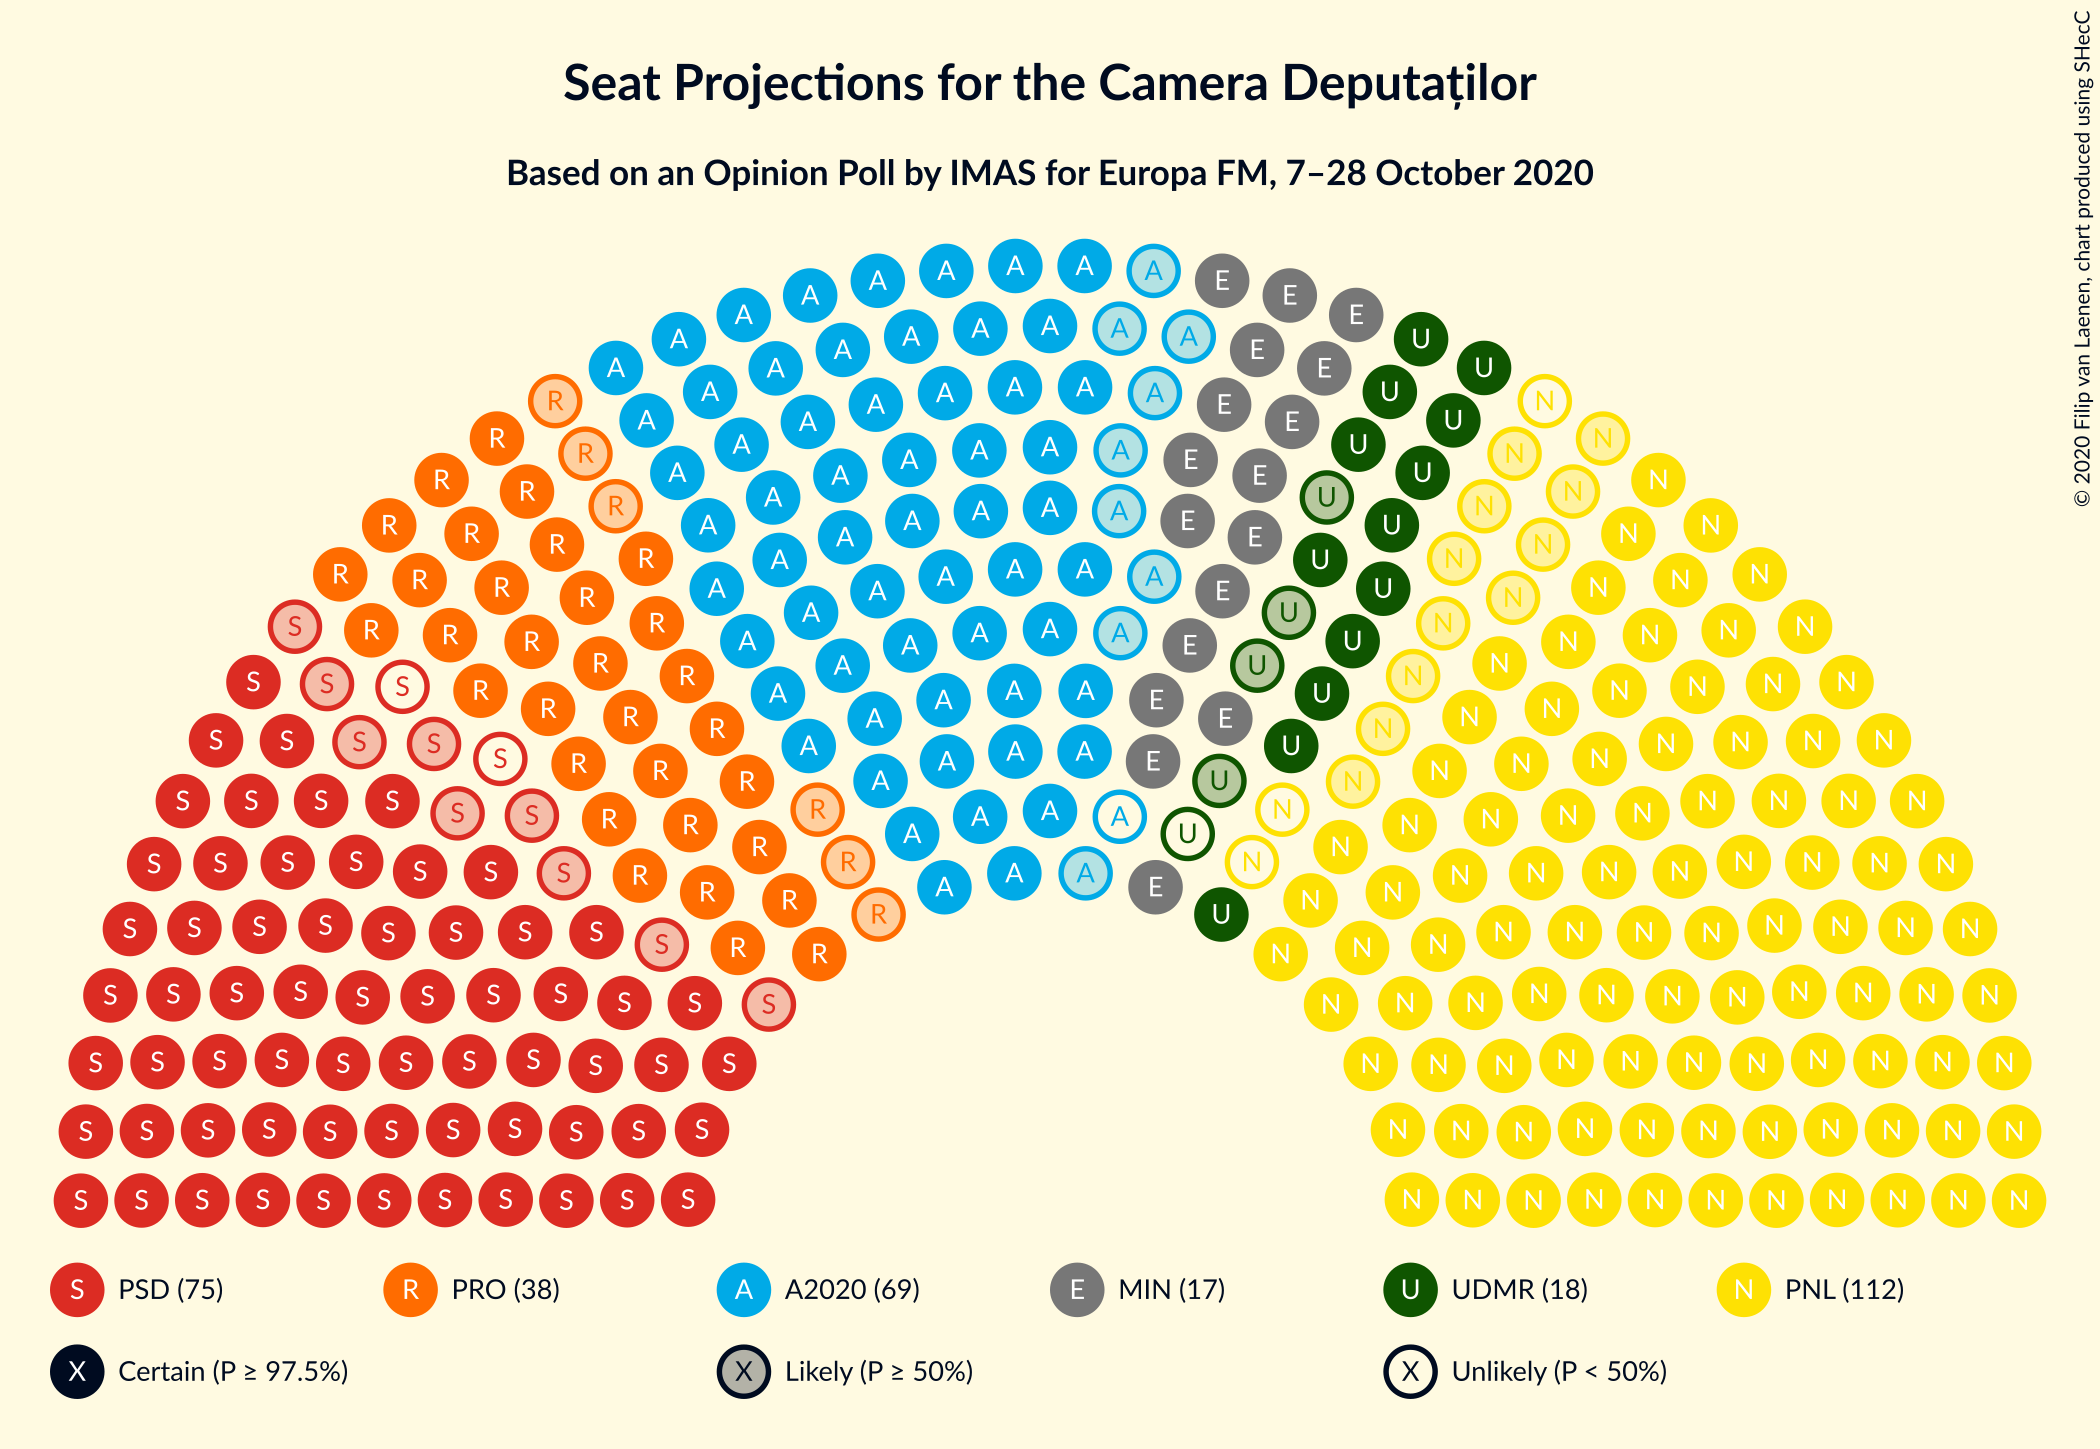 Seat Projections for the Camera Deputaților
Based on an Opinion Poll by IMAS for Europa FM, 7–28 October 2020
© 2020 Filip van Laenen, chart produced using SHecC
S PSD (75)
R PRO (38)
A A2020 (69)
E MIN (17)
U UDMR (18)
N PNL (112)
X Certain (P ≥ 97.5%)
X Likely (P ≥ 50%)
X Unlikely (P < 50%)